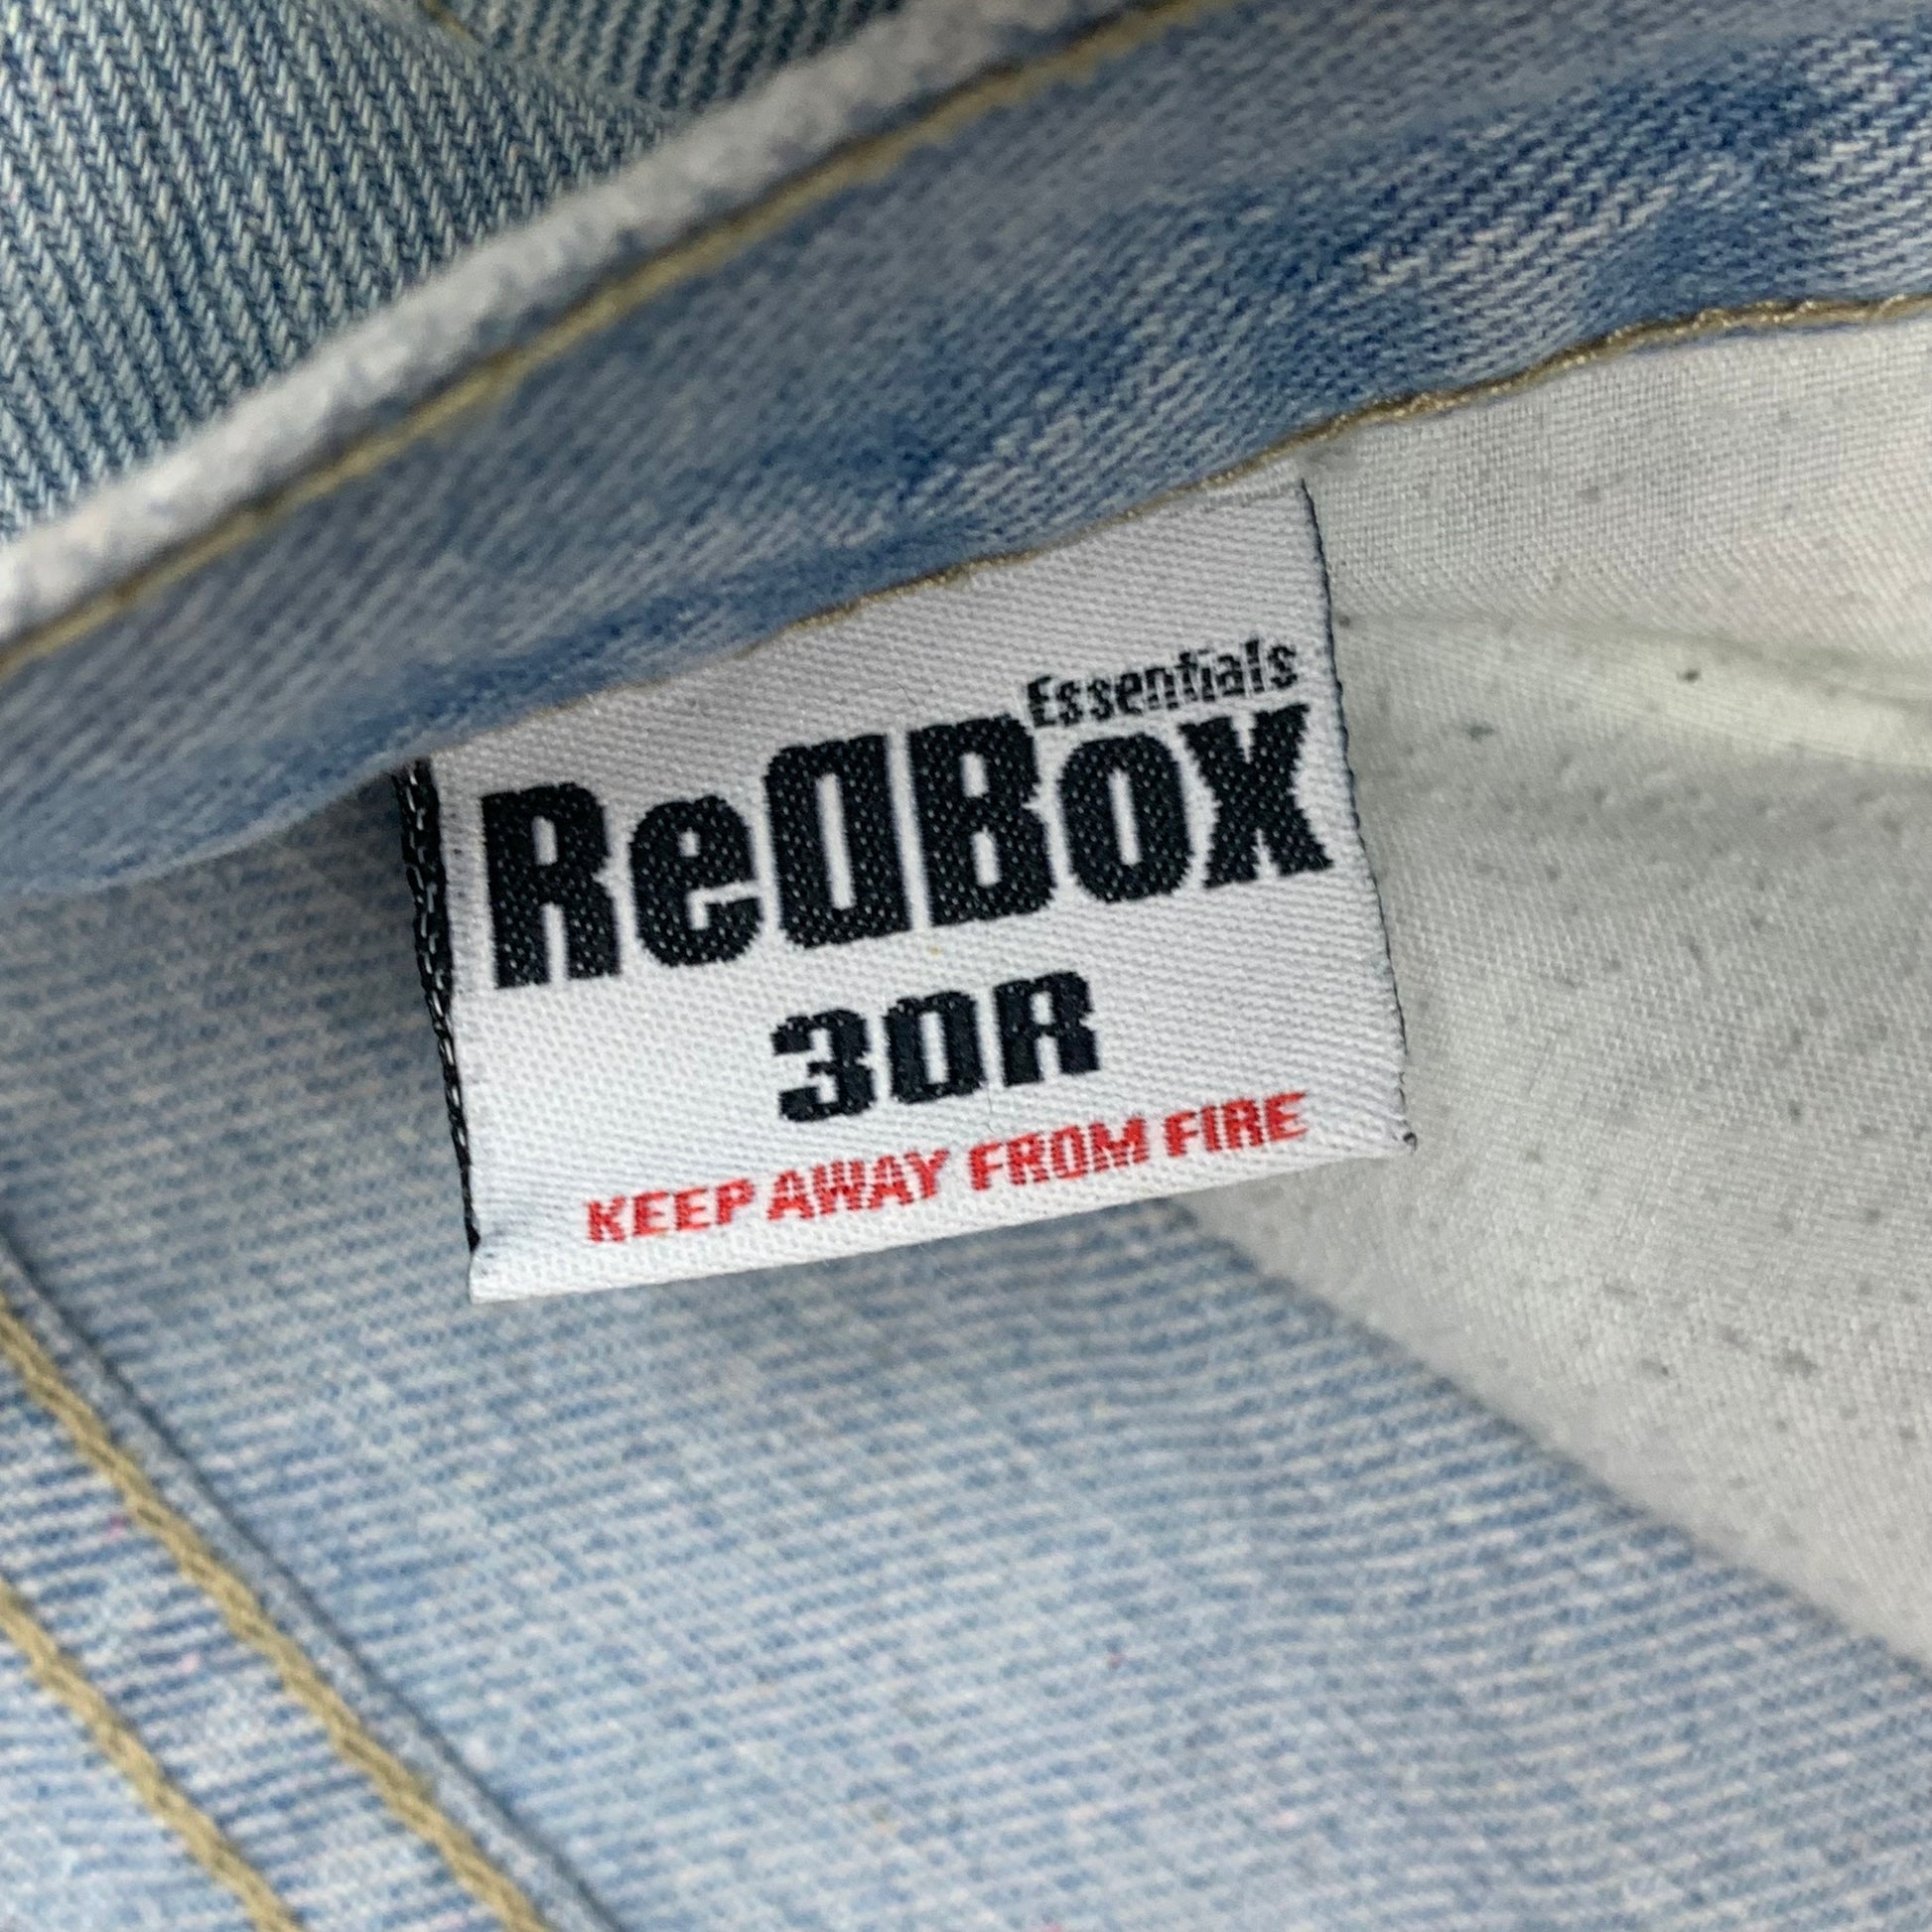 Essentials
RedBox
30R
KEEP AWAY FROM FIRE